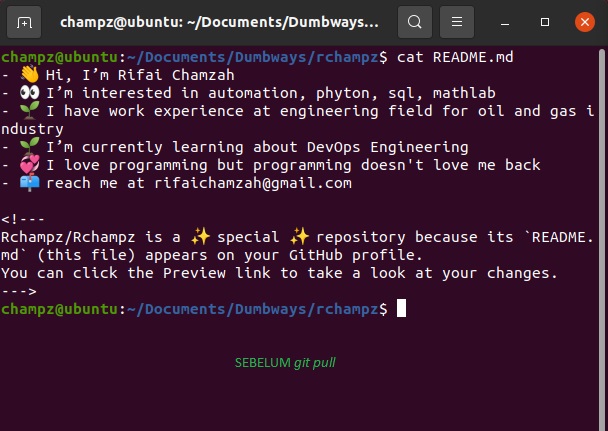 champz@ubuntu: ~/Documents/Dumbways...
champz@ubuntu:~/Documents/Dumbways/rchampz$ cat README.md
- 👋 Hi, I’m Rifai Chamzah
- 👀 I’m interested in automation, phyton, sql, mathlab
- 🌱 I have work experience at engineering field for oil and gas i
ndustry
- 🌱 I’m currently learning about DevOps Engineering
- 💞️ I love programming but programming doesn't love me back
- 📫 reach me at rifaichamzah@gmail.com
<!---
Rchampz/Rchampz is a ✨ special ✨ repository because its `README.
md` (this file) appears on your GitHub profile.
You can click the Preview link to take a look at your changes.
--->
champz@ubuntu:~/Documents/Dumbways/rchampz$
SEBELUM git pull